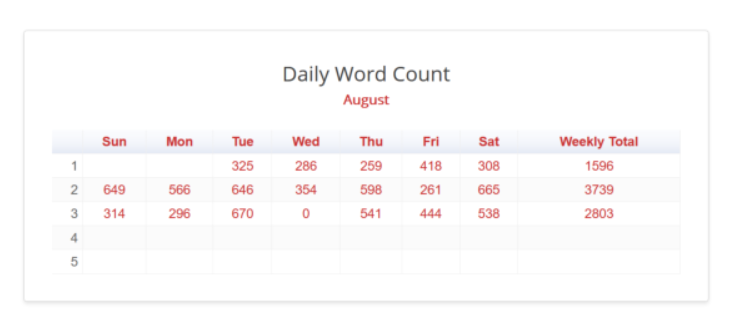 Daily Word Count
August
Sun Mon Tue Wed Thu Fri Sat Weekly Total
1 325 286 259 418 308 1596
2 649 566 646 354 598 261 665 3739
3 314 296 670 0 541 444 538 2803
4
5